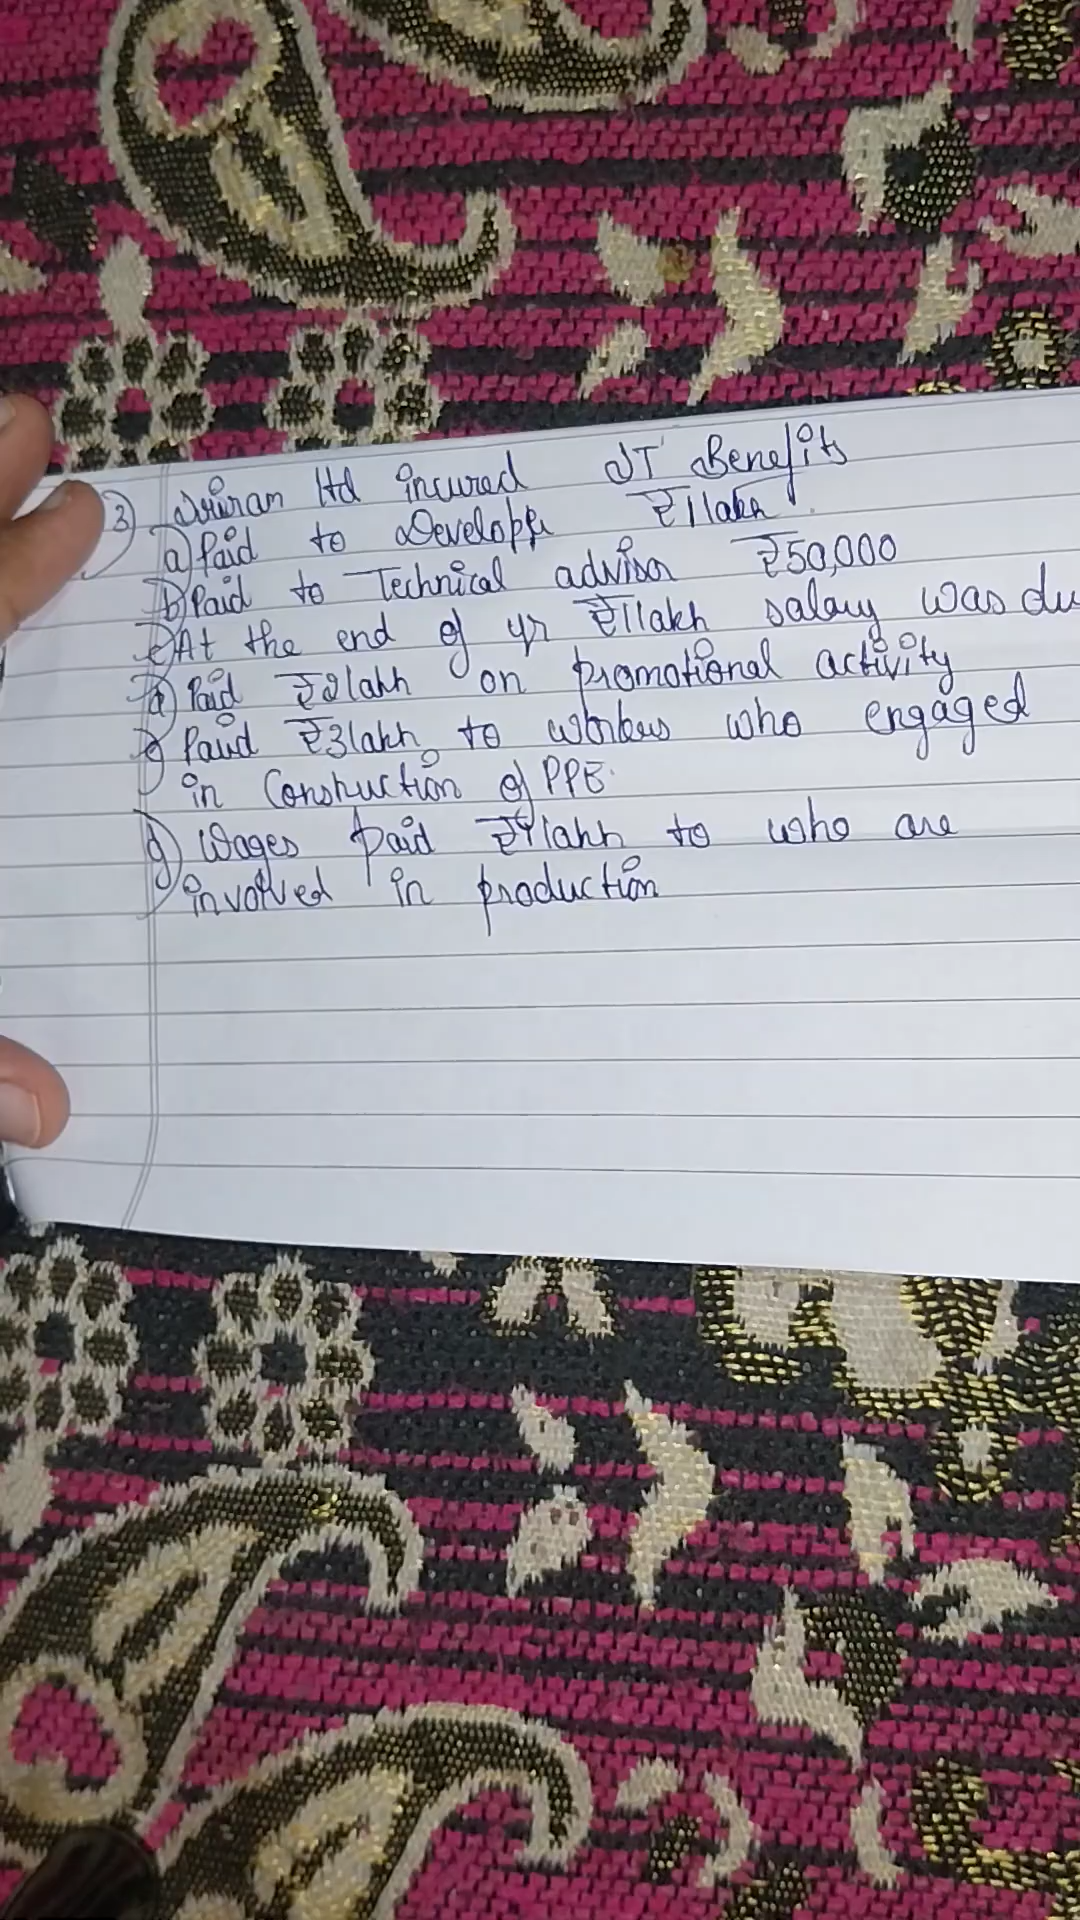 3) Sriram ltd incured ST Benefits
a) Paid to Developer ₹1lakh
b) Paid to Technical advisor ₹50,000
c) At the end of yr ₹1lakh salary was du
d) Paid ₹2lakh on promotional activity
e) Paid ₹3lakh to workers who engaged
in Construction of PPE.
g) Wages paid lakh to who are
involved in production